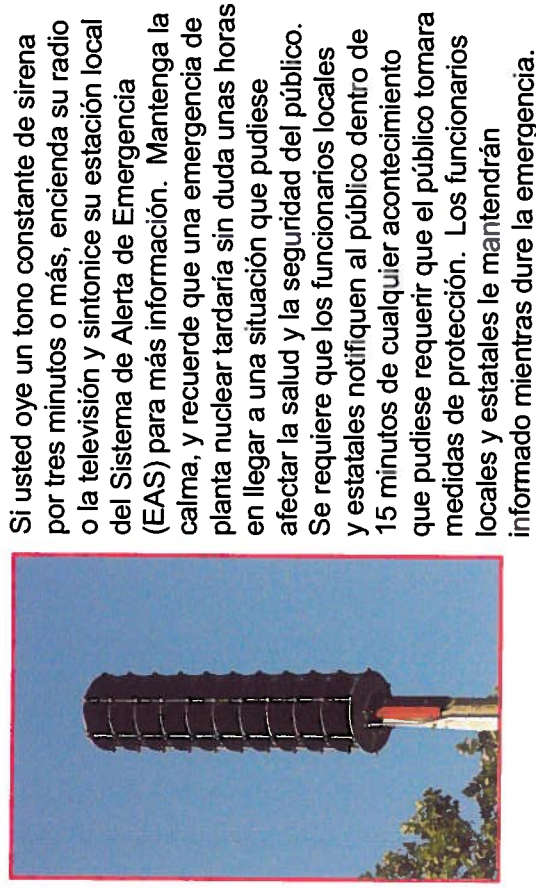 Si usted oye un tono constante de sirena
por tres minutos o más, encienda su radio
o la televisión y sintonice su estación local
del Sistema de Alerta de Emergencia
(EAS) para más información. Mantenga la
calma, y recuerde que una emergencia de
planta nuclear tardaría sin duda unas horas
en llegar a una situación que pudiese
afectar la salud y la seguridad del público.
Se requiere que los funcionarios locales
y estatales notifiquen al público dentro de
15 minutos de cualquier acontecimiento
que pudiese requerir que el público tomara
medidas de protección. Los funcionarios
locales y estatales le mantendrán
informado mientras dure la emergencia.